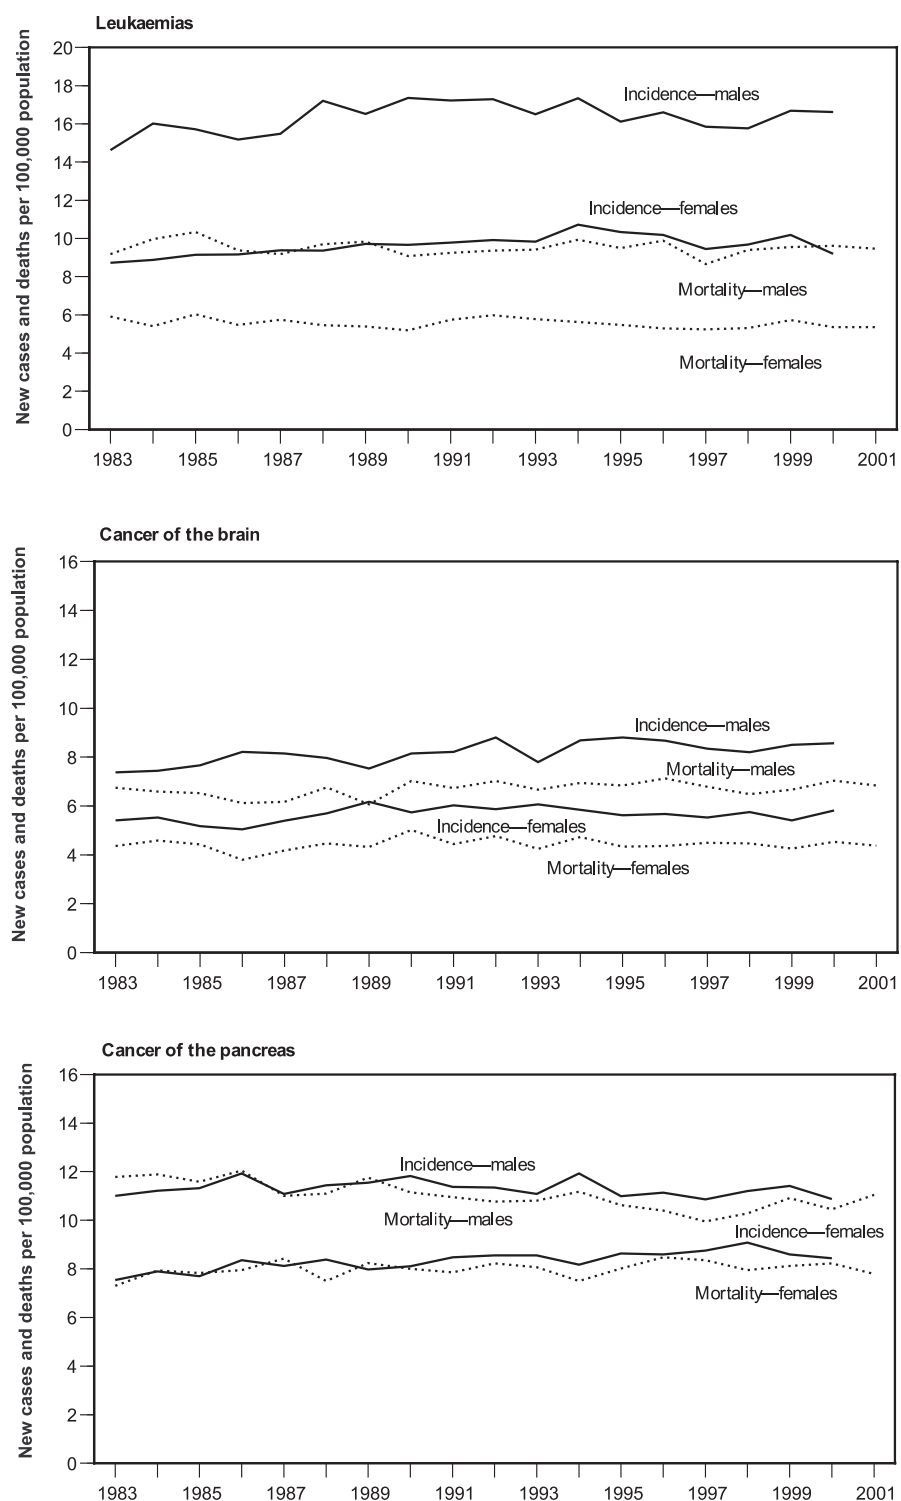 Leukaemias
New cases and deaths per 100,000 population
20
18
16
14
12
10
8
6
4
2
0
Incidence—males
Incidence—females
Mortality—males
Mortality—females
1983 1985 1987 1989 1991 1993 1995 1997 1999 2001
Cancer of the brain
New cases and deaths per 100,000 population
16
14
12
10
8
6
4
2
0
Incidence—males
Mortality—males
Incidence—females
Mortality—females
1983 1985 1987 1989 1991 1993 1995 1997 1999 2001
Cancer of the pancreas
New cases and deaths per 100,000 population
16
14
12
10
8
6
4
2
0
Incidence—males
Mortality—males
Incidence—females
Mortality—females
1983 1985 1987 1989 1991 1993 1995 1997 1999 2001